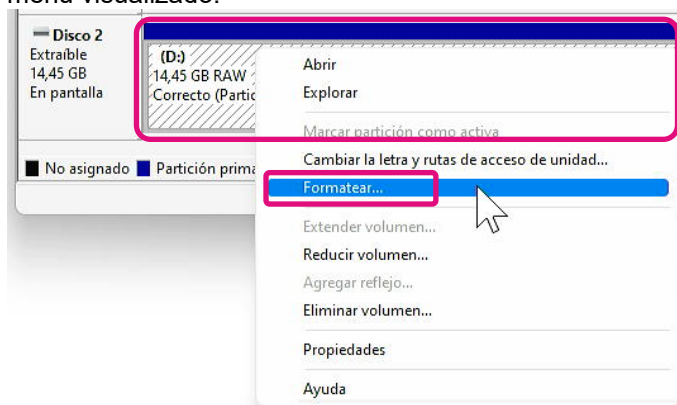 menú visualizado.
Disco 2
Extraíble
14,45 GB
En pantalla
(D:)
14,45 GB RAW
Correcto (Partic
Abrir
Explorar
Marcar partición como activa
Cambiar la letra y rutas de acceso de unidad...
Formatear...
Extender volumen...
Reducir volumen...
Agregar reflejo...
Eliminar volumen...
Propiedades
Ayuda
No asignado Partición prima